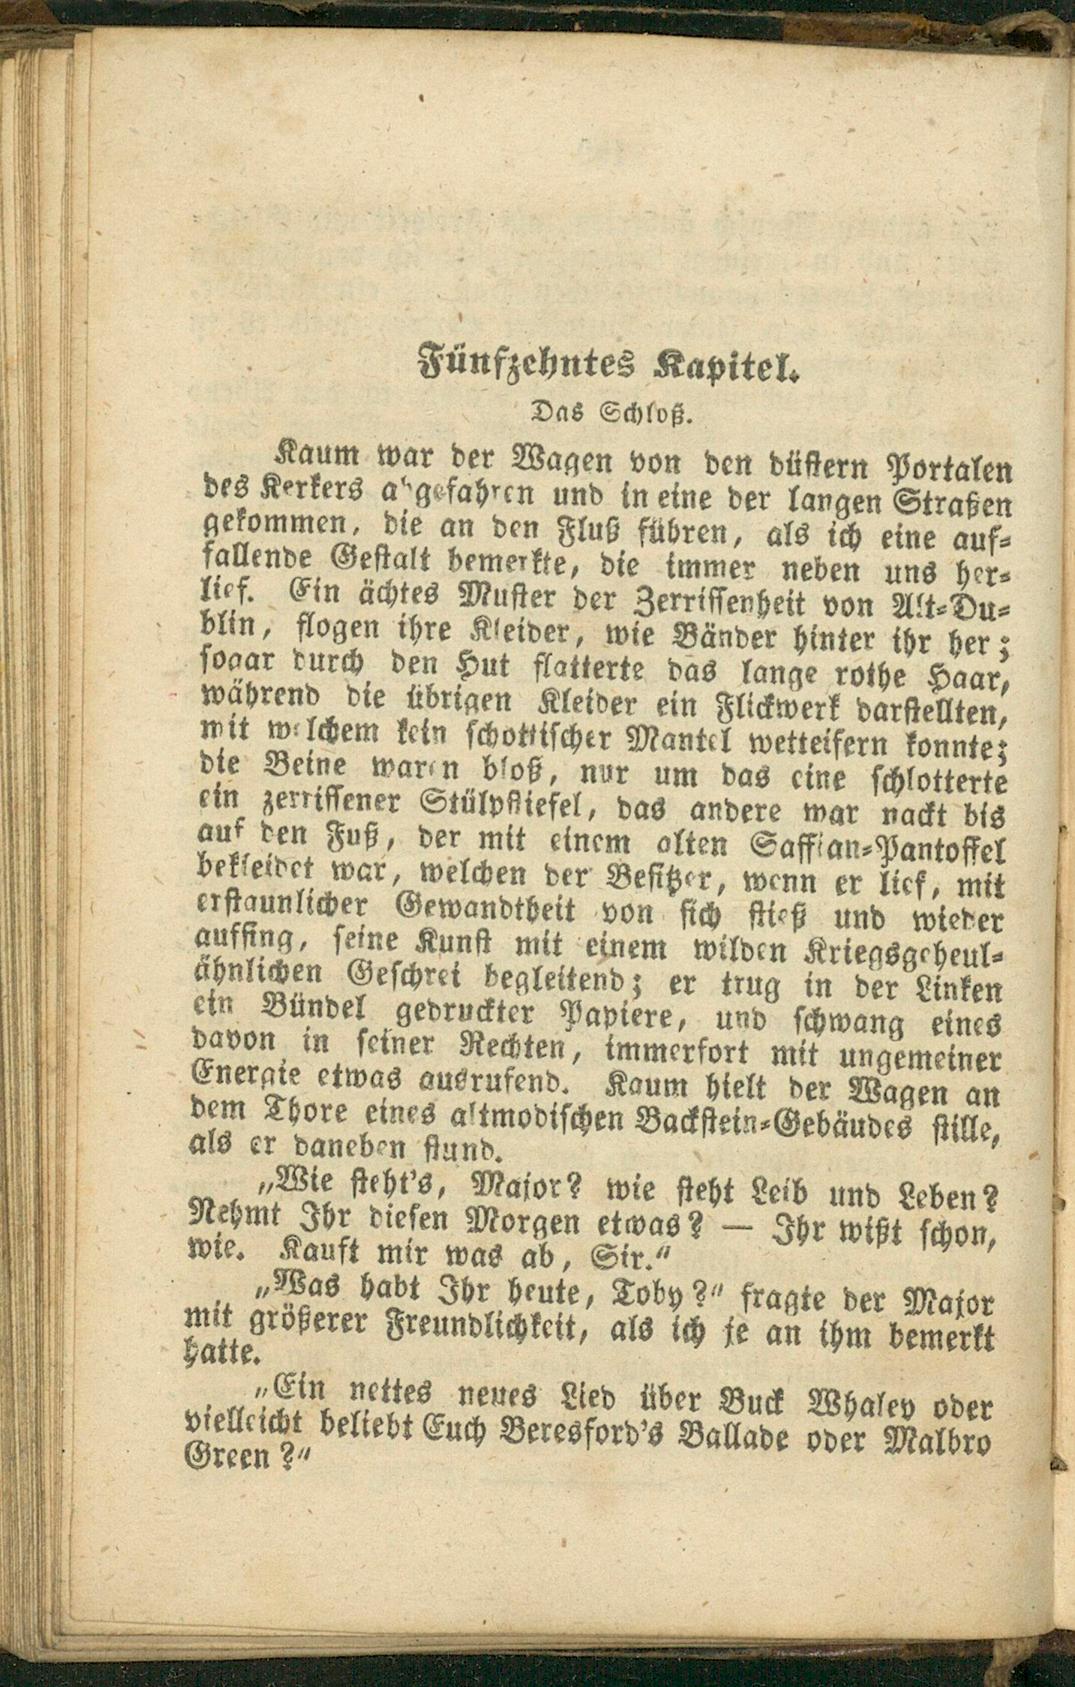 Fünfzehntes Kapitel.
Das Schloß.
Kaum war der Wagen von den düstern Portalen
des Kerkers abgefahren und in eine der langen Straßen
gekommen, die an den Fluß führen, als ich eine auf-
fallende Gestalt bemerkte, die immer neben uns her-
lief. Ein ächtes Muster der Zerrissenheit von Alt-Du-
blin, flogen ihre Kleider, wie Bänder hinter ihr her;
sogar durch den Hut flatterte das lange rothe Haar,
während die übrigen Kleider ein Flickwerk darstellten,
mit welchem kein schottischer Mantel wetteifern konnte;
die Beine waren bloß, nur um das eine schlotterte
ein zerrissener Stülpstiefel, das andere war nackt bis
auf den Fuß, der mit einem alten Saffian-Pantoffel
bekleidet war, welchen der Besitzer, wenn er lief, mit
erstaunlicher Gewandtheit von sich stieß und wieder
auffing, seine Kunst mit einem wilden Kriegsgeheul-
ähnlichen Geschrei begleitend; er trug in der Linken
ein Bündel gedruckter Papiere, und schwang eines
davon in seiner Rechten, immerfort mit ungemeiner
Energie etwas ausrufend. Kaum hielt der Wagen an
dem Thore eines altmodischen Backstein-Gebäudes stille,
als er daneben stund.
„Wie steht's, Major? wie steht Leib und Leben?
Nehmt Ihr diesen Morgen etwas? — Ihr wißt schon,
wie. Kauft mir was ab, Sir.“
„Was habt Ihr heute, Toby?“ fragte der Major
mit größerer Freundlichkeit, als ich je an ihm bemerkt
hatte.
„Ein nettes neues Lied über Buck Whaley oder
vielleicht beliebt Euch Beresford's Ballade oder Malbro
Green?“